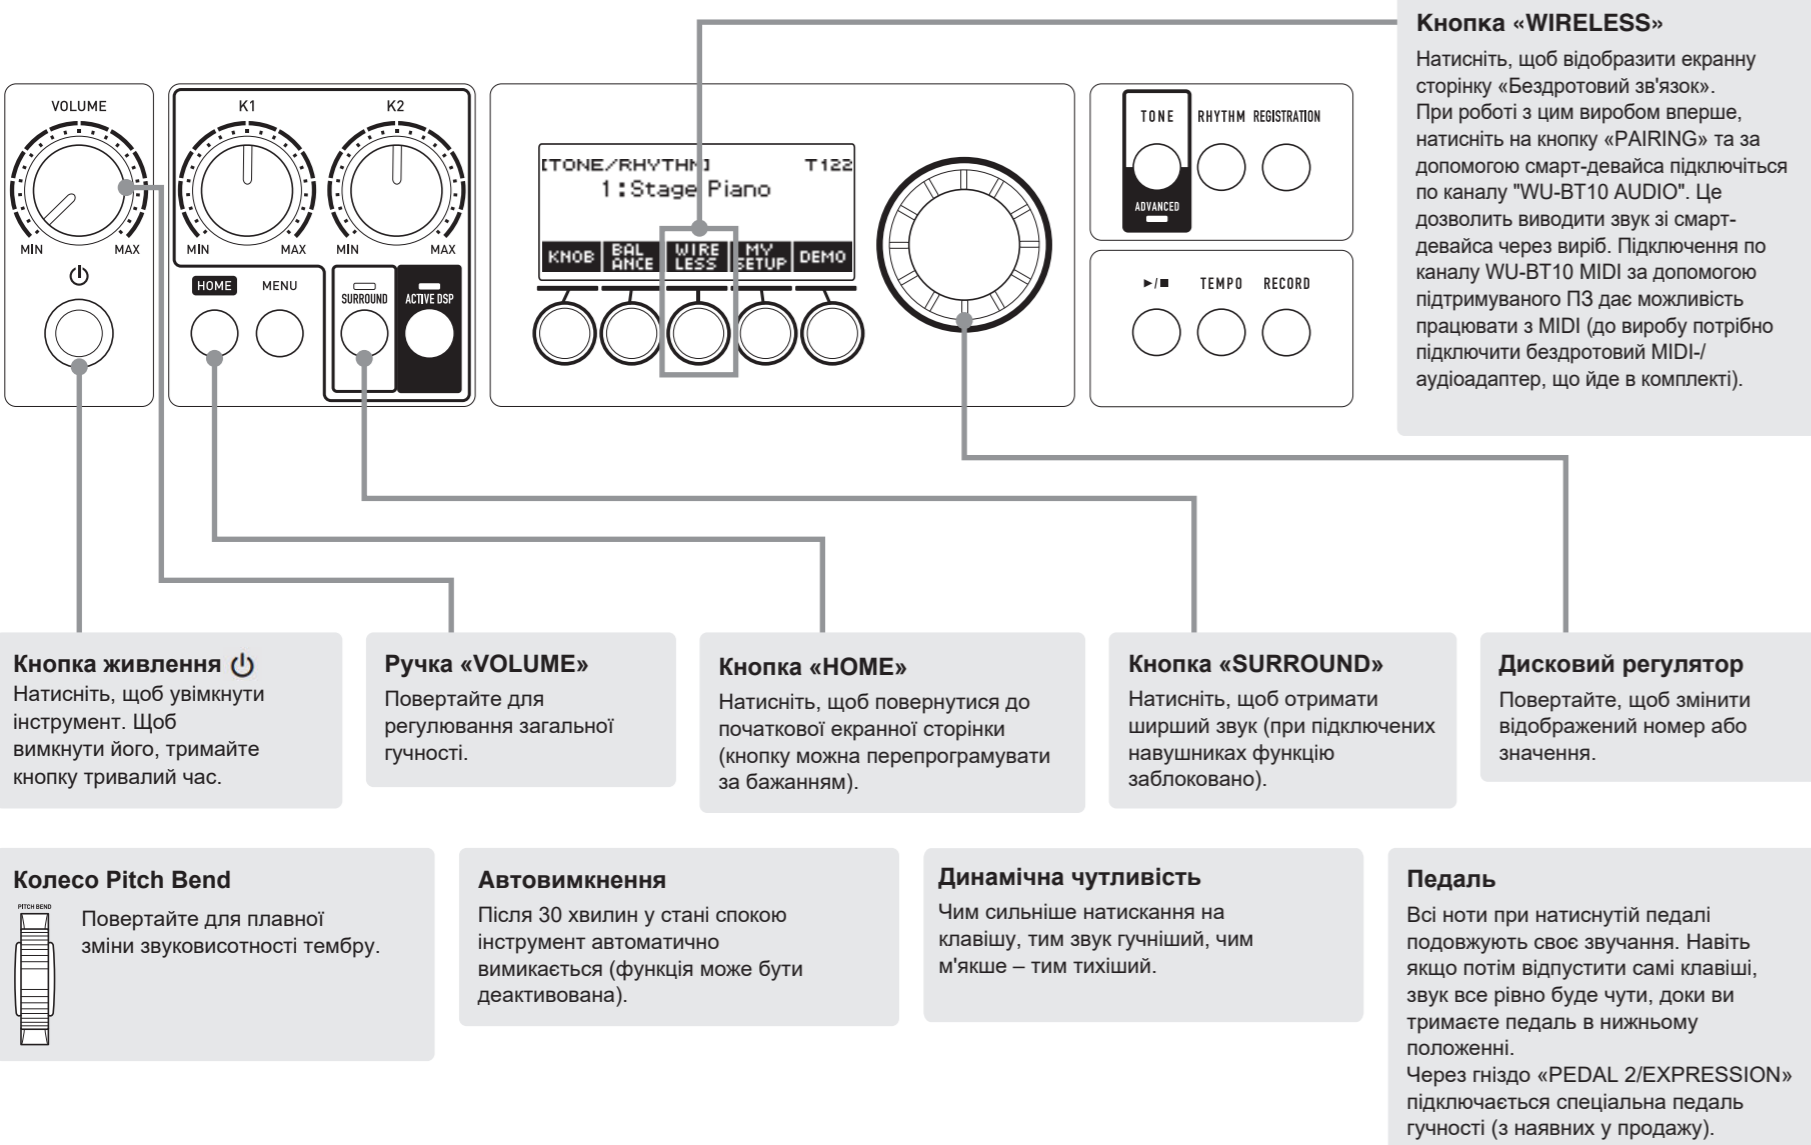 Кнопка «WIRELESS»
Натисніть, щоб відобразити екранну
сторінку «Бездротовий зв'язок».
При роботі з цим виробом вперше,
натисніть на кнопку «PAIRING» та за
допомогою смарт-девайса підключіться
по каналу "WU-BT10 AUDIO". Це
дозволить виводити звук зі смарт-
девайса через виріб. Підключення по
каналу WU-BT10 MIDI за допомогою
підтримуваного ПЗ дає можливість
працювати з MIDI (до виробу потрібно
підключити бездротовий MIDI-/
аудіоадаптер, що йде в комплекті).
VOLUME
MIN MAX
K1
MIN MAX
K2
MIN MAX
HOME MENU
SURROUND ACTIVE DSP
[TONE/RHYTHM] T122
1:Stage Piano
KNOB BAL WIRE MY DEMO
ANCE LESS SETUP
TONE RHYTHM REGISTRATION
ADVANCED
►/■ TEMPO RECORD
Кнопка живлення
Натисніть, щоб увімкнути
інструмент. Щоб
вимкнути його, тримайте
кнопку тривалий час.
Ручка «VOLUME»
Повертайте для
регулювання загальної
гучності.
Кнопка «HOME»
Натисніть, щоб повернутися до
початкової екранної сторінки
(кнопку можна перепрограмувати
за бажанням).
Кнопка «SURROUND»
Натисніть, щоб отримати
ширший звук (при підключених
навушниках функцію
заблоковано).
Дисковий регулятор
Повертайте, щоб змінити
відображений номер або
значення.
Колесо Pitch Bend
PITCH BEND
Повертайте для плавної
зміни звуковисотності тембру.
Автовимкнення
Після 30 хвилин у стані спокою
інструмент автоматично
вимикається (функція може бути
деактивована).
Динамічна чутливість
Чим сильніше натискання на
клавішу, тим звук гучніший, чим
м'якше – тим тихіший.
Педаль
Всі ноти при натиснутій педалі
подовжують своє звучання. Навіть
якщо потім відпустити самі клавіші,
звук все рівно буде чути, доки ви
тримаєте педаль в нижньому
положенні.
Через гніздо «PEDAL 2/EXPRESSION»
підключається спеціальна педаль
гучності (з наявних у продажу).